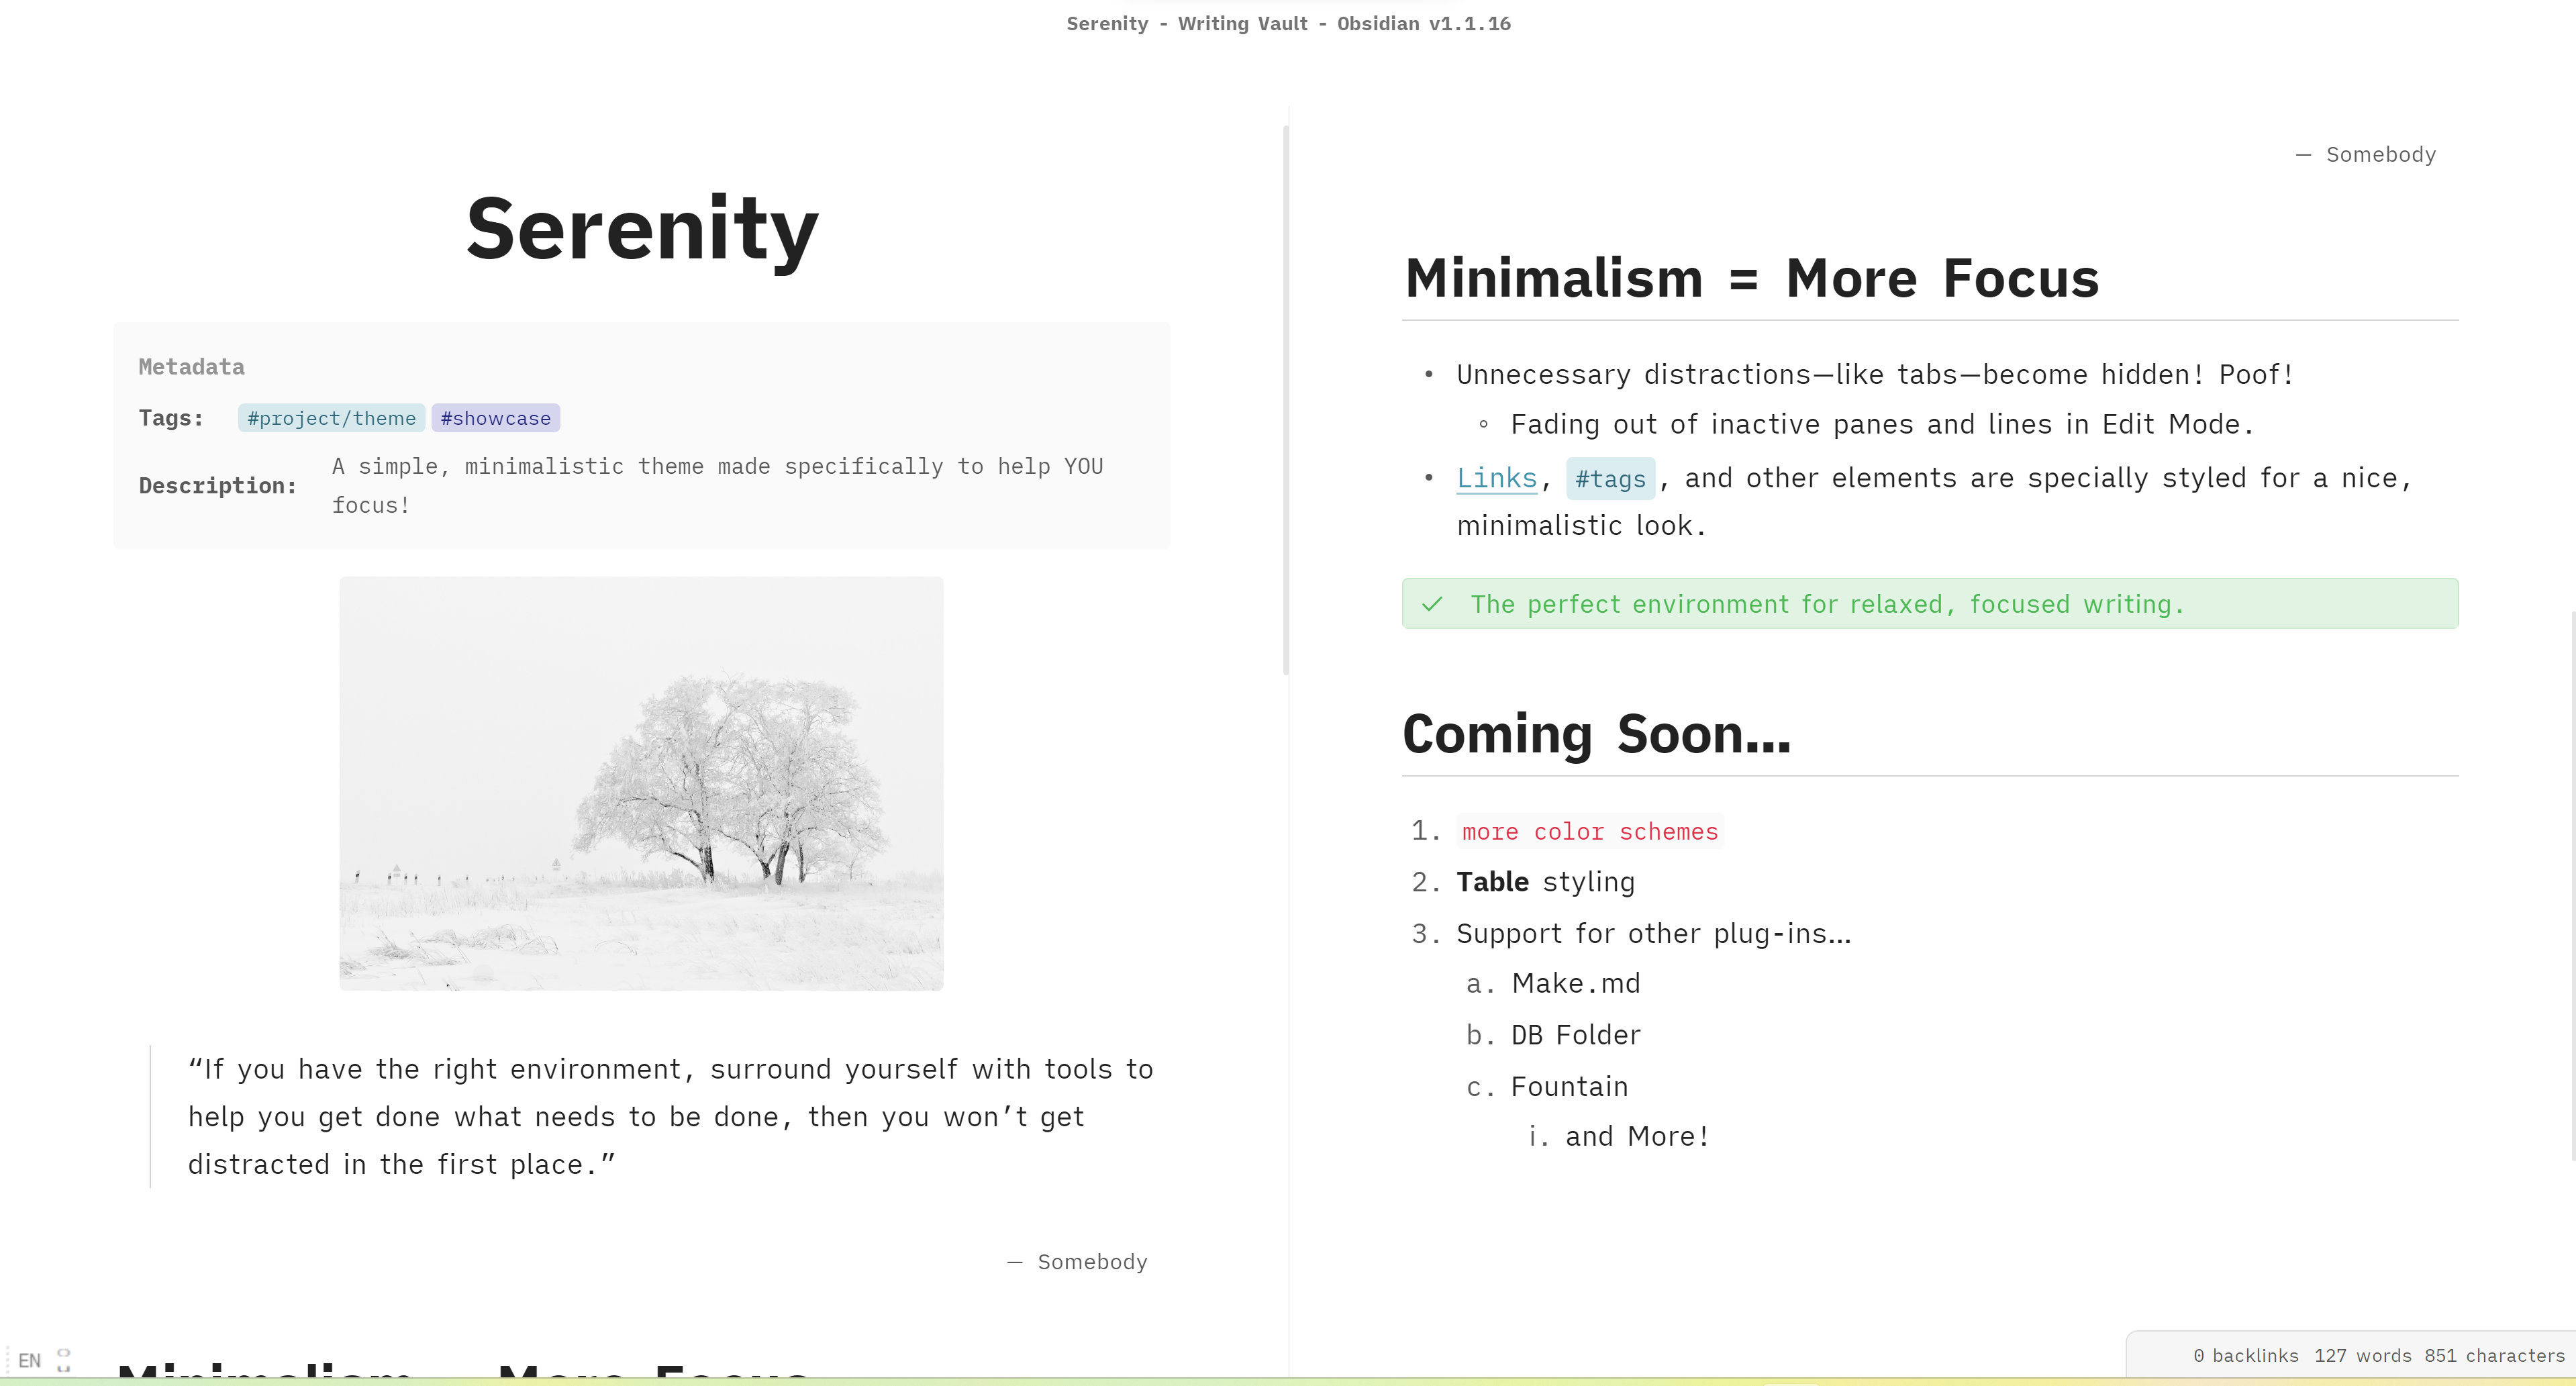 Serenity - Writing Vault - Obsidian v1.1.16
Serenity
Metadata
Tags: #project/theme #showcase
Description: A simple, minimalistic theme made specifically to help YOU
focus!
“If you have the right environment, surround yourself with tools to
help you get done what needs to be done, then you won’t get
distracted in the first place.”
— Somebody
Minimalism = More Focus
— Somebody
Minimalism = More Focus
• Unnecessary distractions—like tabs—become hidden! Poof!
◦ Fading out of inactive panes and lines in Edit Mode.
• Links, #tags, and other elements are specially styled for a nice,
minimalistic look.
✓ The perfect environment for relaxed, focused writing.
Coming Soon…
1. more color schemes
2. Table styling
3. Support for other plug-ins…
a. Make.md
b. DB Folder
c. Fountain
i. and More!
EN
0 backlinks 127 words 851 characters